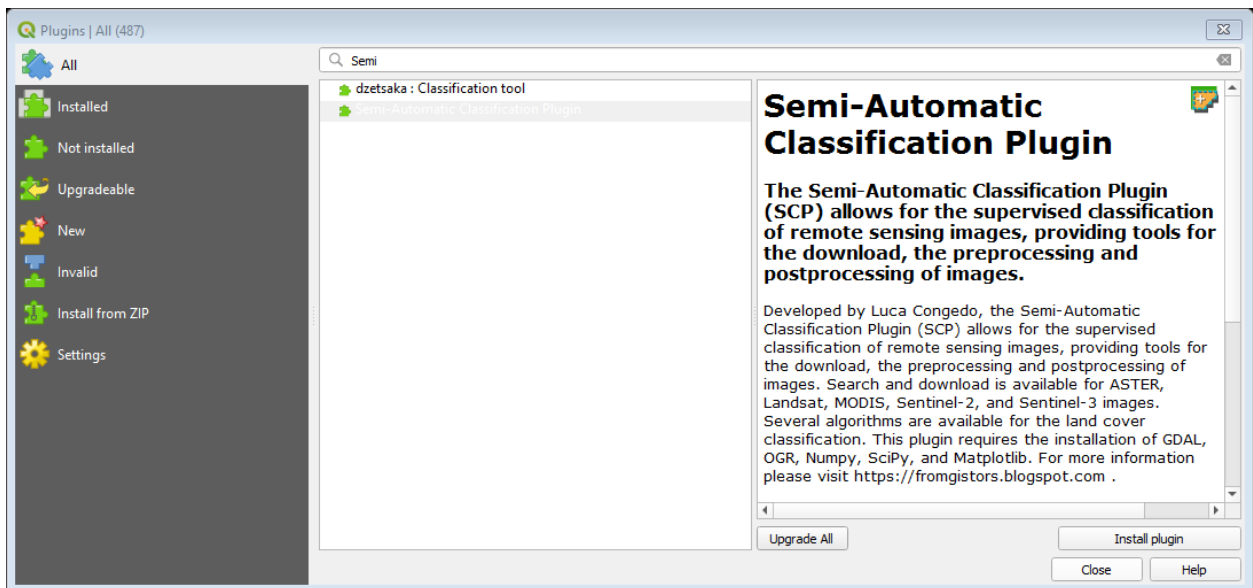 Plugins | All (487)
All
Installed
Not installed
Upgradeable
New
Invalid
Install from ZIP
Settings
Semi
dzetsaka : Classification tool
Semi-Automatic Classification Plugin
Semi-Automatic
Classification Plugin
The Semi-Automatic Classification Plugin
(SCP) allows for the supervised classification
of remote sensing images, providing tools for
the download, the preprocessing and
postprocessing of images.
Developed by Luca Congedo, the Semi-Automatic
Classification Plugin (SCP) allows for the supervised
classification of remote sensing images, providing tools for
the download, the preprocessing and postprocessing of
images. Search and download is available for ASTER,
Landsat, MODIS, Sentinel-2, and Sentinel-3 images.
Several algorithms are available for the land cover
classification. This plugin requires the installation of GDAL,
OGR, Numpy, SciPy, and Matplotlib. For more information
please visit https://fromgistors.blogspot.com .
Upgrade All
Install plugin
Close
Help